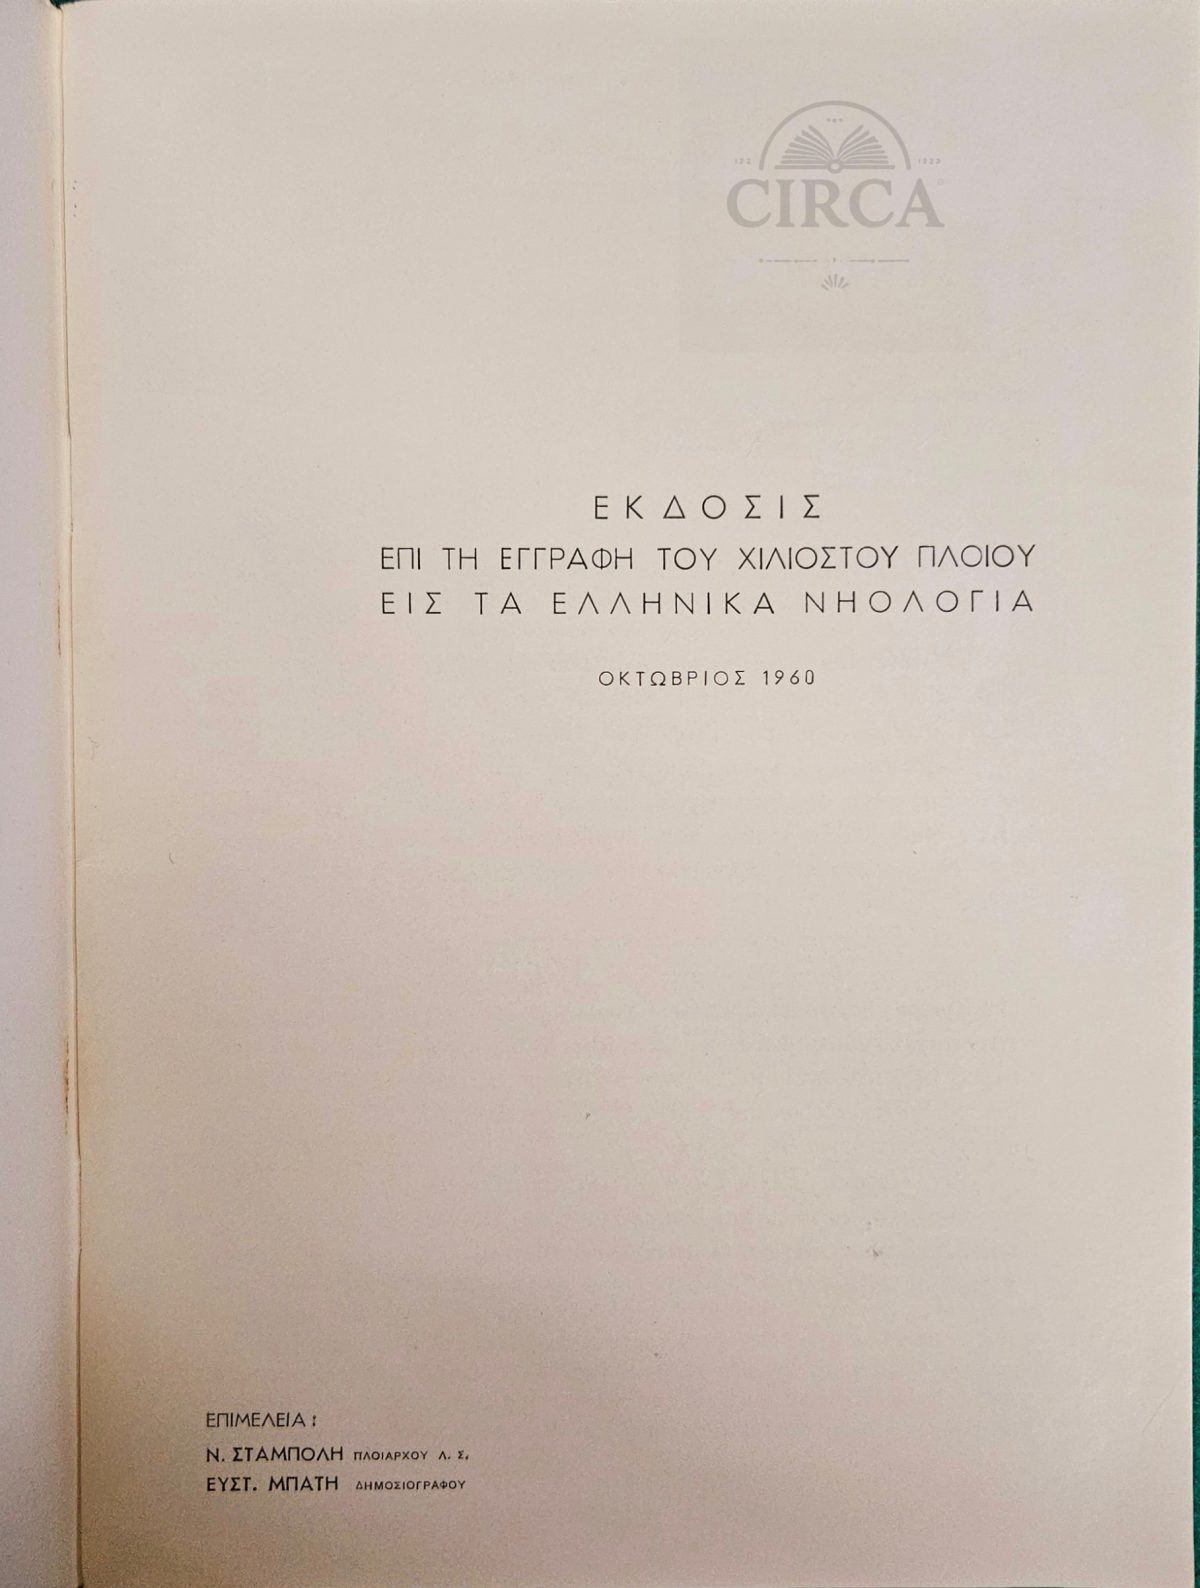 CIRCA
ΕΚΔΟΣΙΣ
ΕΠΙ ΤΗ ΕΓΓΡΑΦΗ ΤΟΥ ΧΙΛΙΟΣΤΟΥ ΠΛΟΙΟΥ
ΕΙΣ ΤΑ ΕΛΛΗΝΙΚΑ ΝΗΟΛΟΓΙΑ
ΟΚΤΩΒΡΙΟΣ 1960
ΕΠΙΜΕΛΕΙΑ :
Ν. ΣΤΑΜΠΟΛΗ ΠΛΟΙΑΡΧΟΥ Λ. Σ.
ΕΥΣΤ. ΜΠΑΤΗ ΔΗΜΟΣΙΟΓΡΑΦΟΥ